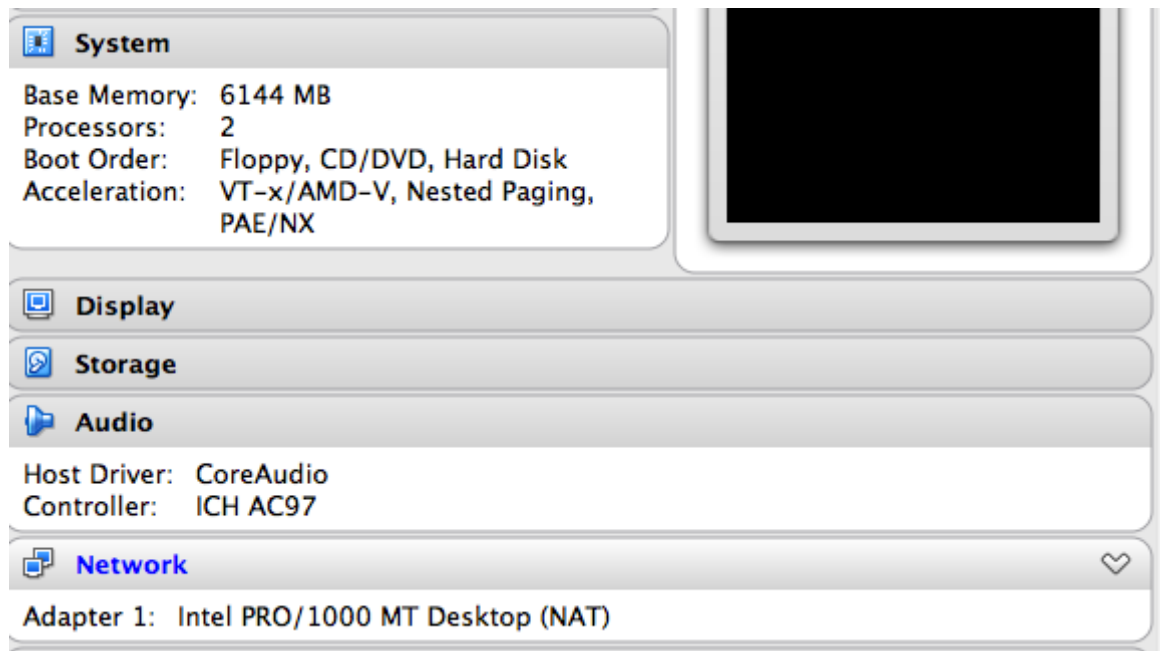 System
Base Memory: 6144 MB
Processors: 2
Boot Order: Floppy, CD/DVD, Hard Disk
Acceleration: VT-x/AMD-V, Nested Paging,
PAE/NX
Display
Storage
Audio
Host Driver: CoreAudio
Controller: ICH AC97
Network
Adapter 1: Intel PRO/1000 MT Desktop (NAT)